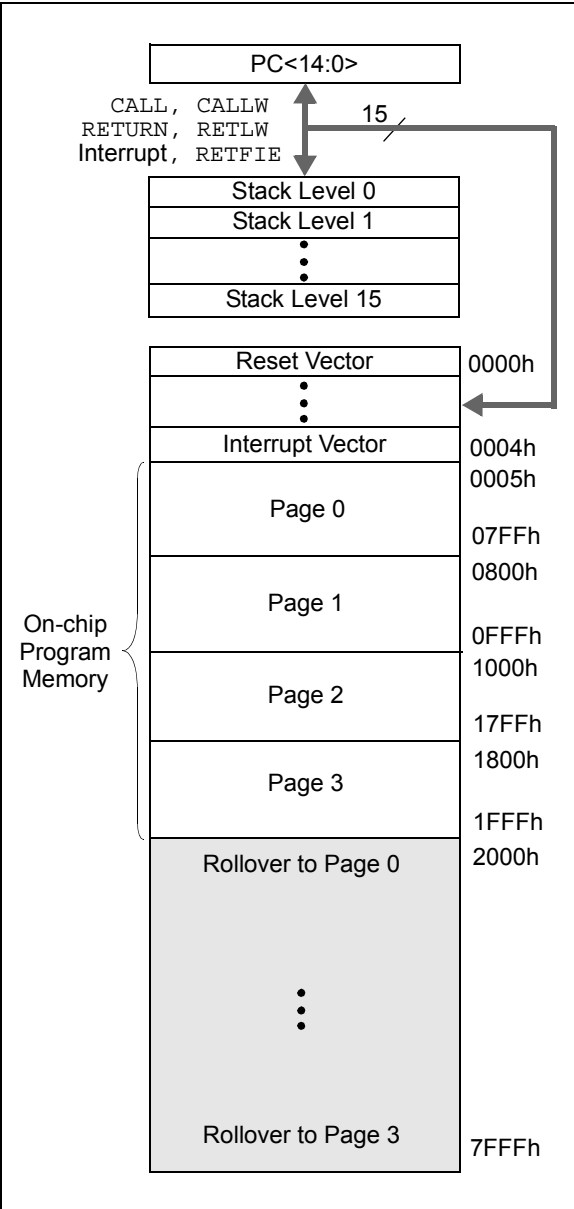 PC<14:0>
CALL, CALLW
RETURN, RETLW
Interrupt, RETFIE
15
Stack Level 0
Stack Level 1
Stack Level 15
Reset Vector
0000h
Interrupt Vector
0004h
0005h
Page 0
07FFh
0800h
Page 1
0FFFh
On-chip
Program
Memory
1000h
Page 2
17FFh
1800h
Page 3
1FFFh
2000h
Rollover to Page 0
Rollover to Page 3
7FFFh